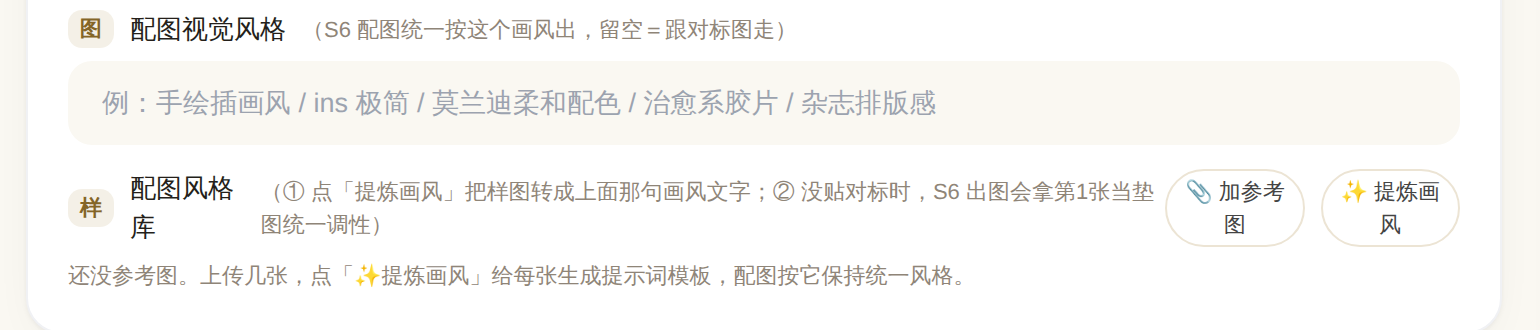 图 配图视觉风格 （S6 配图统一按这个画风出，留空＝跟对标图走）
例：手绘插画风 / ins 极简 / 莫兰迪柔和配色 / 治愈系胶片 / 杂志排版感
样 配图风格库 （① 点「提炼画风」把样图转成上面那句画风文字；② 没贴对标时，S6 出图会拿第1张当垫图统一调性） 📎 加参考图 ✨ 提炼画风
还没参考图。上传几张，点「✨提炼画风」给每张生成提示词模板，配图按它保持统一风格。